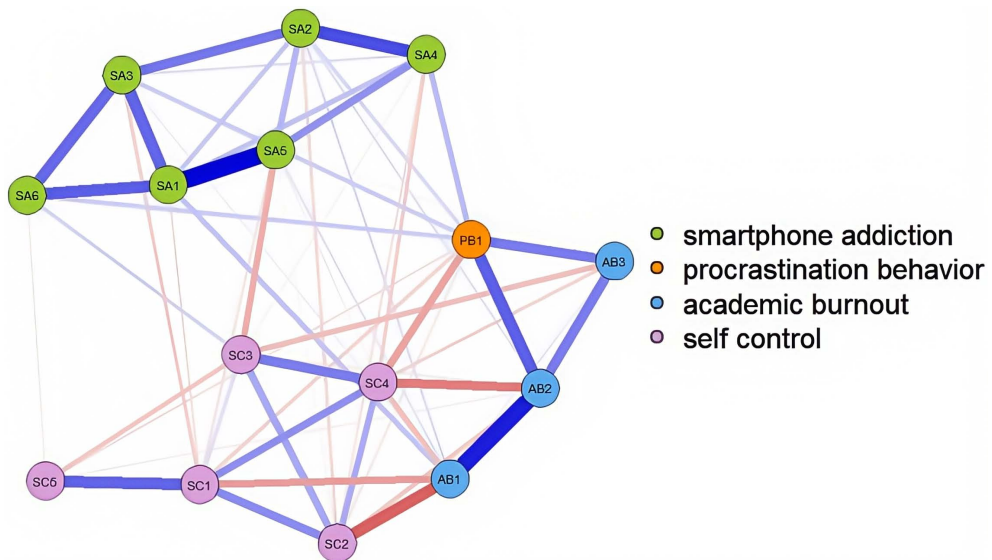 SA2
SA4
SA3
SA5
SA1
SA6
PB1
AB3
smartphone addiction
procrastination behavior
academic burnout
self control
SC3
SC4
AB2
SC5
SC1
AB1
SC2